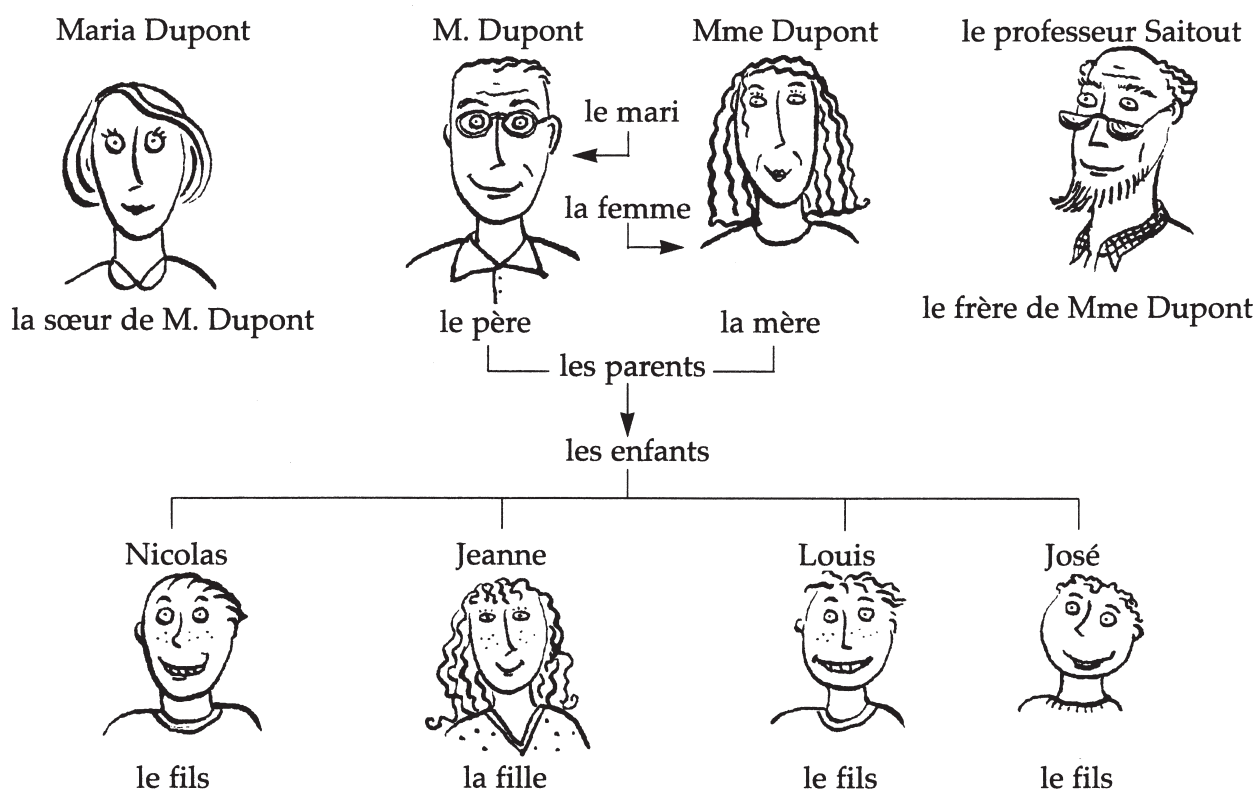 Maria Dupont
M. Dupont
Mme Dupont
le professeur Saitout
le mari
la femme
la sœur de M. Dupont
le père
la mère
le frère de Mme Dupont
les parents
les enfants
Nicolas
Jeanne
Louis
José
le fils
la fille
le fils
le fils